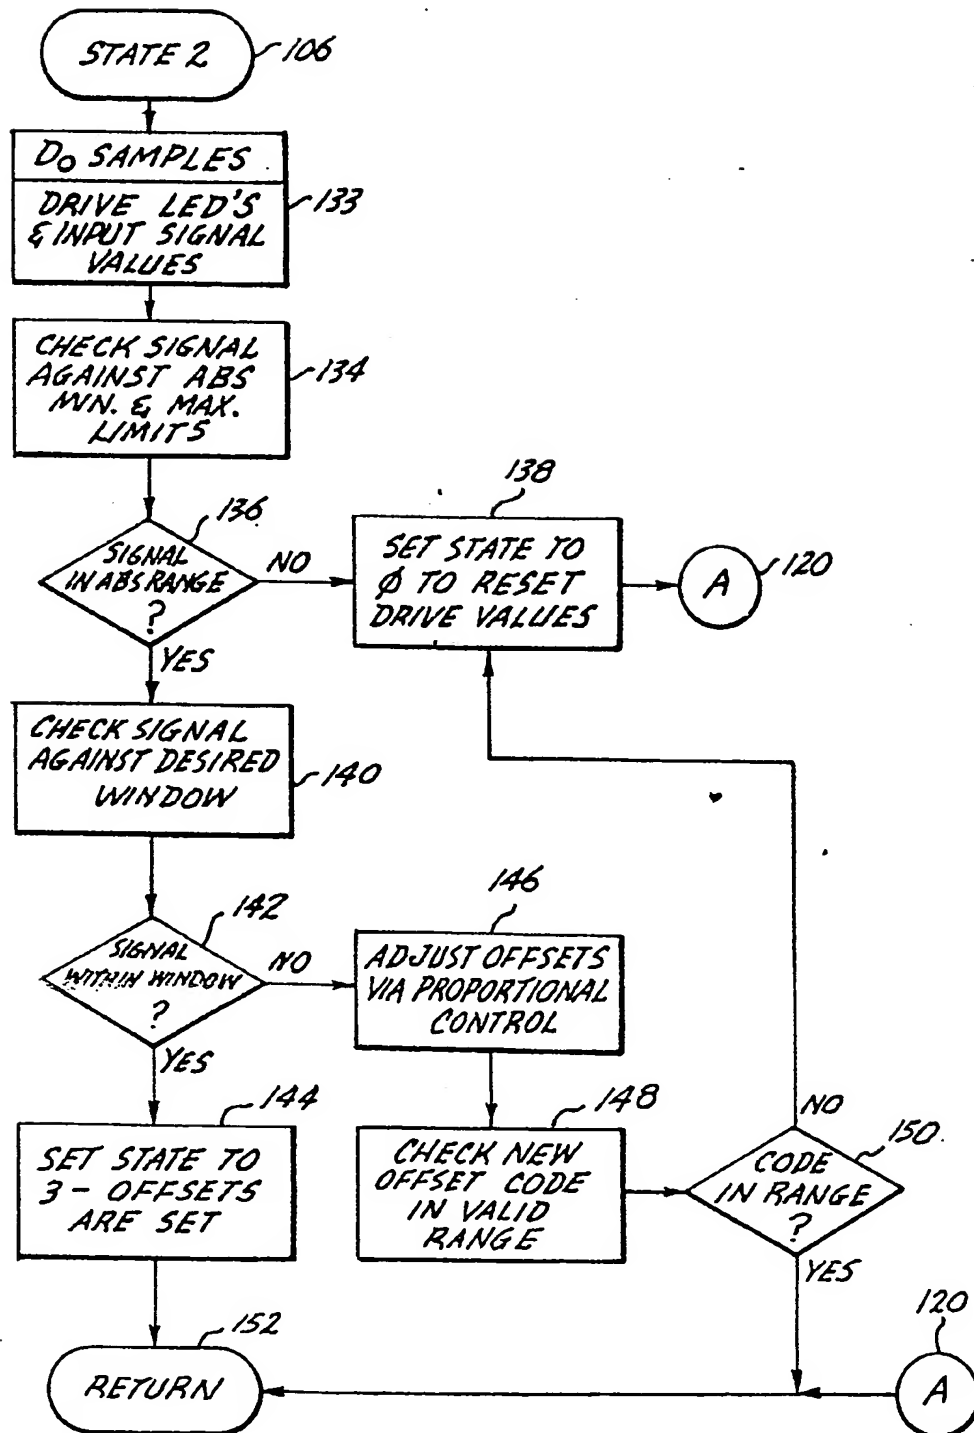 STATE 2
106
DO SAMPLES
DRIVE LED'S
& INPUT SIGNAL
VALUES
133
CHECK SIGNAL
AGAINST ABS
MIN. & MAX.
LIMITS
134
136
SIGNAL
IN ABS RANGE
?
NO
YES
138
SET STATE TO
Ø TO RESET
DRIVE VALUES
A
120
CHECK SIGNAL
AGAINST DESIRED
WINDOW
140
142
SIGNAL
WITHIN WINDOW
?
NO
YES
146
ADJUST OFFSETS
VIA PROPORTIONAL
CONTROL
144
SET STATE TO
3 - OFFSETS
ARE SET
148
CHECK NEW
OFFSET CODE
IN VALID
RANGE
NO
150
CODE
IN RANGE
?
YES
152
RETURN
120
A